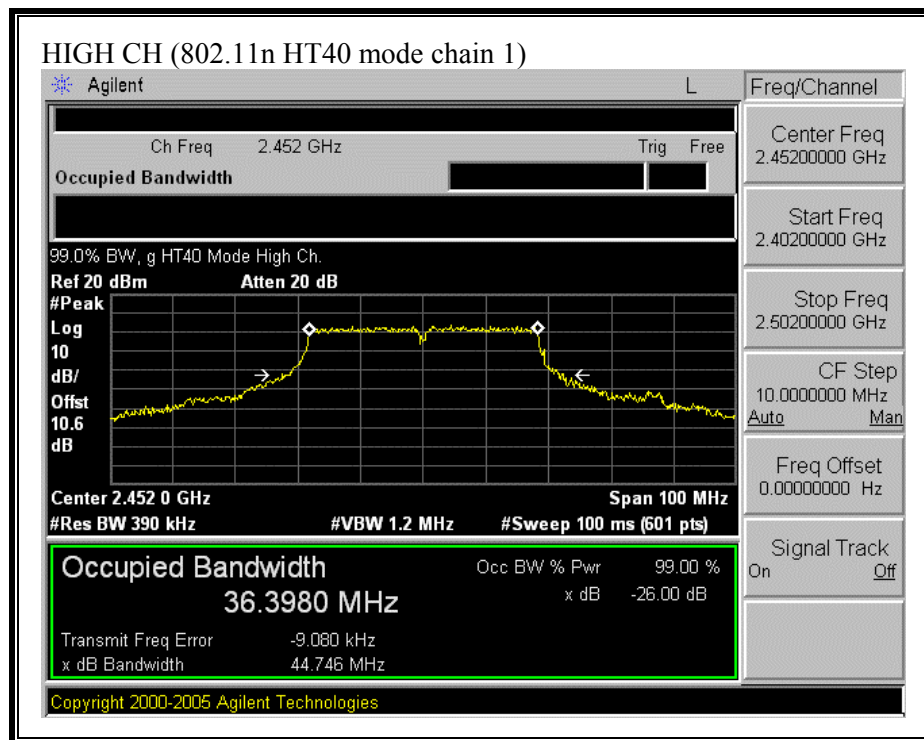 HIGH CH (802.11n HT40 mode chain 1)
Agilent L Freq/Channel
Ch Freq 2.452 GHz Trig Free
Occupied Bandwidth
Center Freq
2.45200000 GHz
Start Freq
2.40200000 GHz
Stop Freq
2.50200000 GHz
CF Step
10.0000000 MHz
Auto Man
Freq Offset
0.00000000 Hz
Signal Track
On Off
99.0% BW, g HT40 Mode High Ch.
Ref 20 dBm Atten 20 dB
#Peak
Log
10
dB/
Offst
10.6
dB
Center 2.452 0 GHz Span 100 MHz
#Res BW 390 kHz #VBW 1.2 MHz #Sweep 100 ms (601 pts)
Occupied Bandwidth Occ BW % Pwr 99.00 %
36.3980 MHz x dB -26.00 dB
Transmit Freq Error -9.080 kHz
x dB Bandwidth 44.746 MHz
Copyright 2000-2005 Agilent Technologies